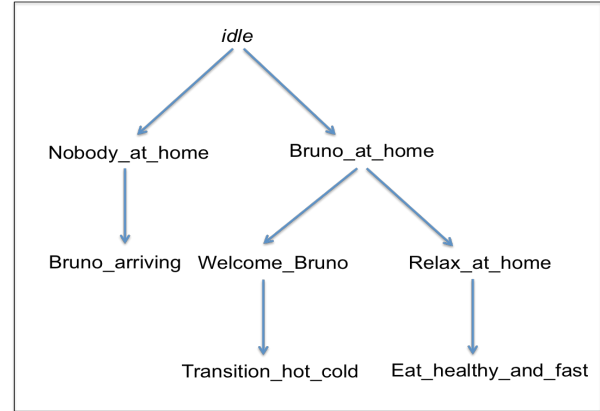 idle
Nobody_at_home
Bruno_at_home
Bruno_arriving
Welcome_Bruno
Relax_at_home
Transition_hot_cold
Eat_healthy_and_fast